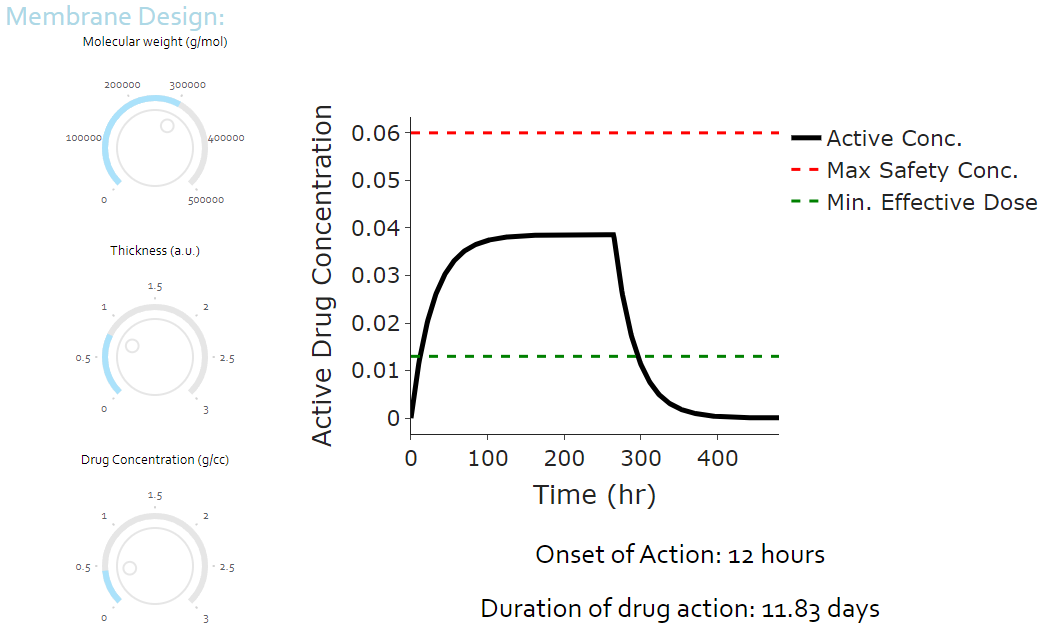 Membrane Design:
Molecular weight (g/mol)
200000 300000
100000 400000
0 500000
Thickness (a.u.)
1.5
1 2
0.5 2.5
0 3
Drug Concentration (g/cc)
1.5
1 2
0.5 2.5
0 3
Active Drug Concentration
0.06
0.05
0.04
0.03
0.02
0.01
0
0 100 200 300 400
Time (hr)
Active Conc.
Max Safety Conc.
Min. Effective Dose
Onset of Action: 12 hours
Duration of drug action: 11.83 days